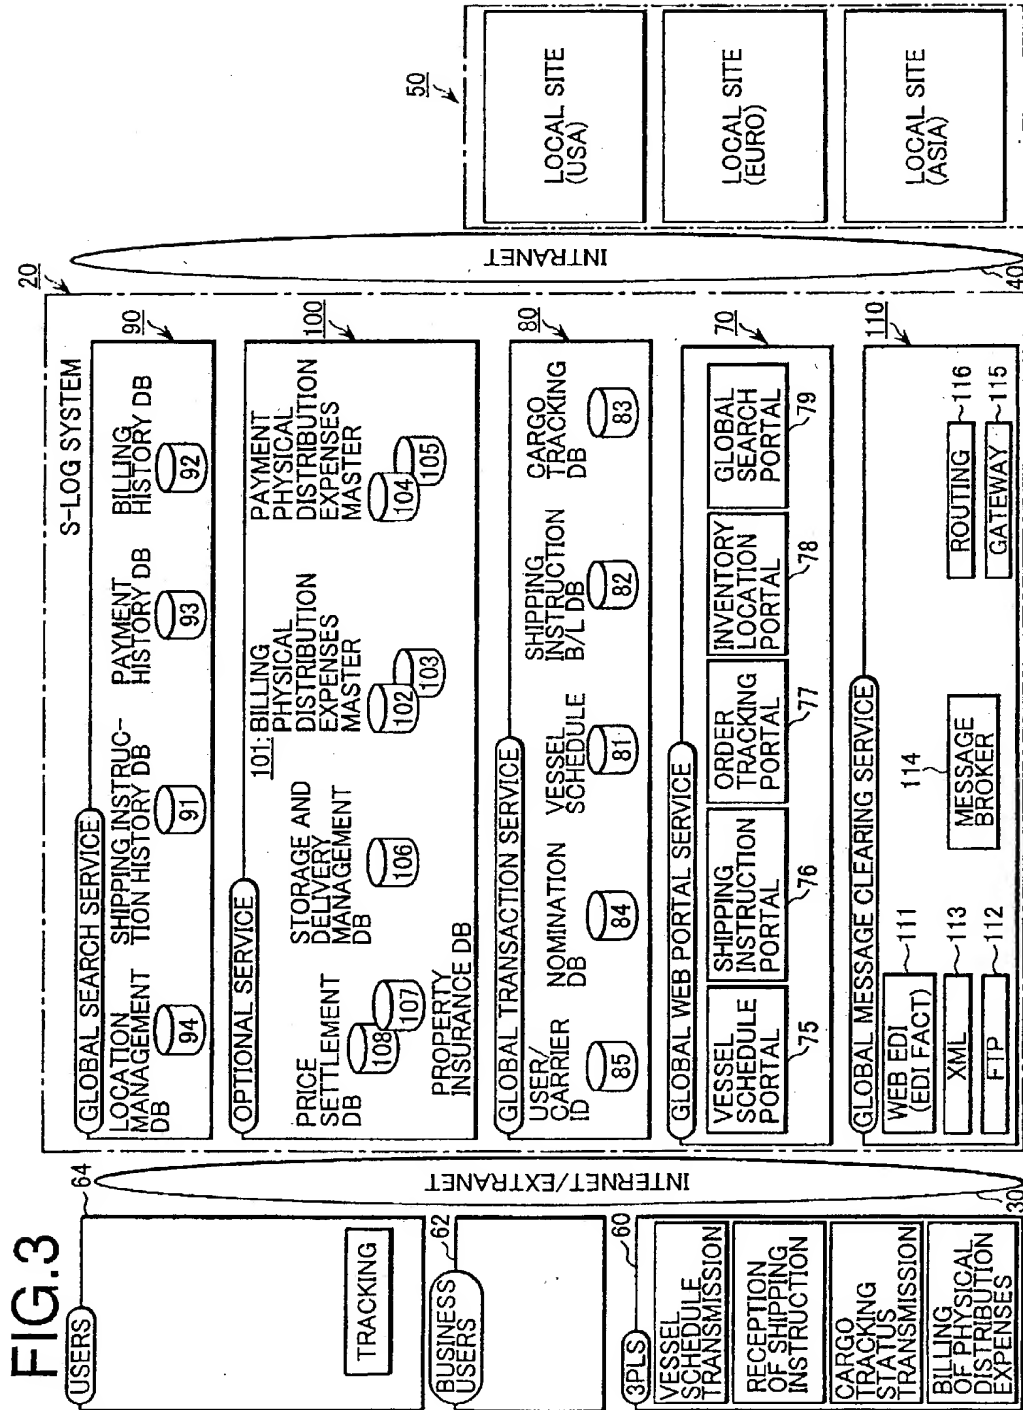 FIG.3
USERS
64
TRACKING
BUSINESS
USERS
62
3PLS
60
VESSEL
SCHEDULE
TRANSMISSION
RECEPTION
OF SHIPPING
INSTRUCTION
CARGO
TRACKING
STATUS
TRANSMISSION
BILLING
OF PHYSICAL
DISTRIBUTION
EXPENSES
INTERNET/EXTRANET
30
20
S-LOG SYSTEM
GLOBAL SEARCH SERVICE
90
LOCATION
MANAGEMENT
DB
94
SHIPPING INSTRUC-
TION HISTORY DB
91
PAYMENT
HISTORY DB
93
BILLING
HISTORY DB
92
OPTIONAL SERVICE
100
PRICE
SETTLEMENT
DB
108
107
PROPERTY
INSURANCE DB
STORAGE AND
DELIVERY
MANAGEMENT
DB
106
101:BILLING
PHYSICAL
DISTRIBUTION
EXPENSES
MASTER
102
103
PAYMENT
PHYSICAL
DISTRIBUTION
EXPENSES
MASTER
104
105
GLOBAL TRANSACTION SERVICE
80
USER/
CARRIER
ID
85
NOMINATION
DB
84
VESSEL
SCHEDULE
81
SHIPPING
INSTRUCTION
B/L DB
82
CARGO
TRACKING
DB
83
GLOBAL WEB PORTAL SERVICE
70
VESSEL
SCHEDULE
PORTAL
75
SHIPPING
INSTRUCTION
PORTAL
76
ORDER
TRACKING
PORTAL
77
INVENTORY
LOCATION
PORTAL
78
GLOBAL
SEARCH
PORTAL
79
GLOBAL MESSAGE CLEARING SERVICE
110
WEB EDI
(EDI FACT)
111
XML
113
FTP
112
114
MESSAGE
BROKER
ROUTING
116
GATEWAY
115
INTRANET
40
50
LOCAL SITE
(USA)
LOCAL SITE
(EURO)
LOCAL SITE
(ASIA)